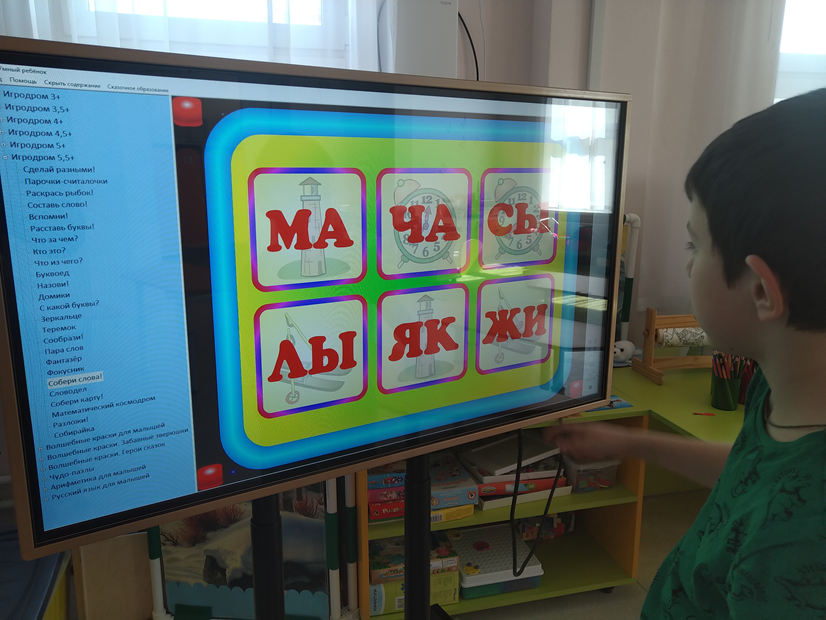 Умный ребёнок
Помощь Скрыть содержание Сказочное образование
Игродром 3+
Игродром 3,5+
Игродром 4+
Игродром 4,5+
Игродром 5+
Игродром 5,5+
Сделай разными!
Парочки-считалочки
Раскрась рыбок!
Составь слово!
Вспомни!
Расставь буквы!
Что за чем?
Кто это?
Что из чего?
Буквоед
Назови!
Домики
С какой буквы?
Зеркальце
Теремок
Сообрази!
Пара слов
Фантазёр
Фокусник
Собери слова!
Словодел
Собери карту!
Математический космодром
Разложи!
Собирайка
Волшебные краски для малышей
Волшебные краски. Забавные зверюшки
Волшебные краски. Герои сказок
Чудо-пазлы
Арифметика для малышей
Русский язык для малышей
МА ЧА СЫ
ЛЫ ЯК ЖИ